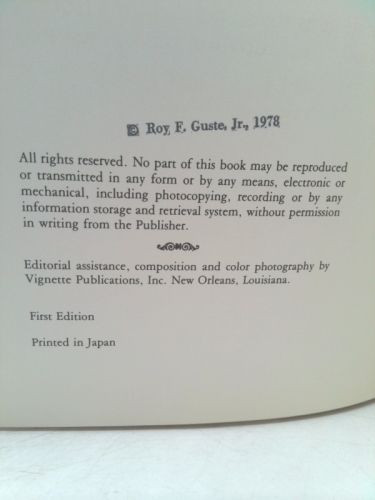 © Roy F. Guste, Jr., 1978
All rights reserved. No part of this book may be reproduced
or transmitted in any form or by any means, electronic or
mechanical, including photocopying, recording or by any
information storage and retrieval system, without permission
in writing from the Publisher.
Editorial assistance, composition and color photography by
Vignette Publications, Inc. New Orleans, Louisiana.
First Edition
Printed in Japan